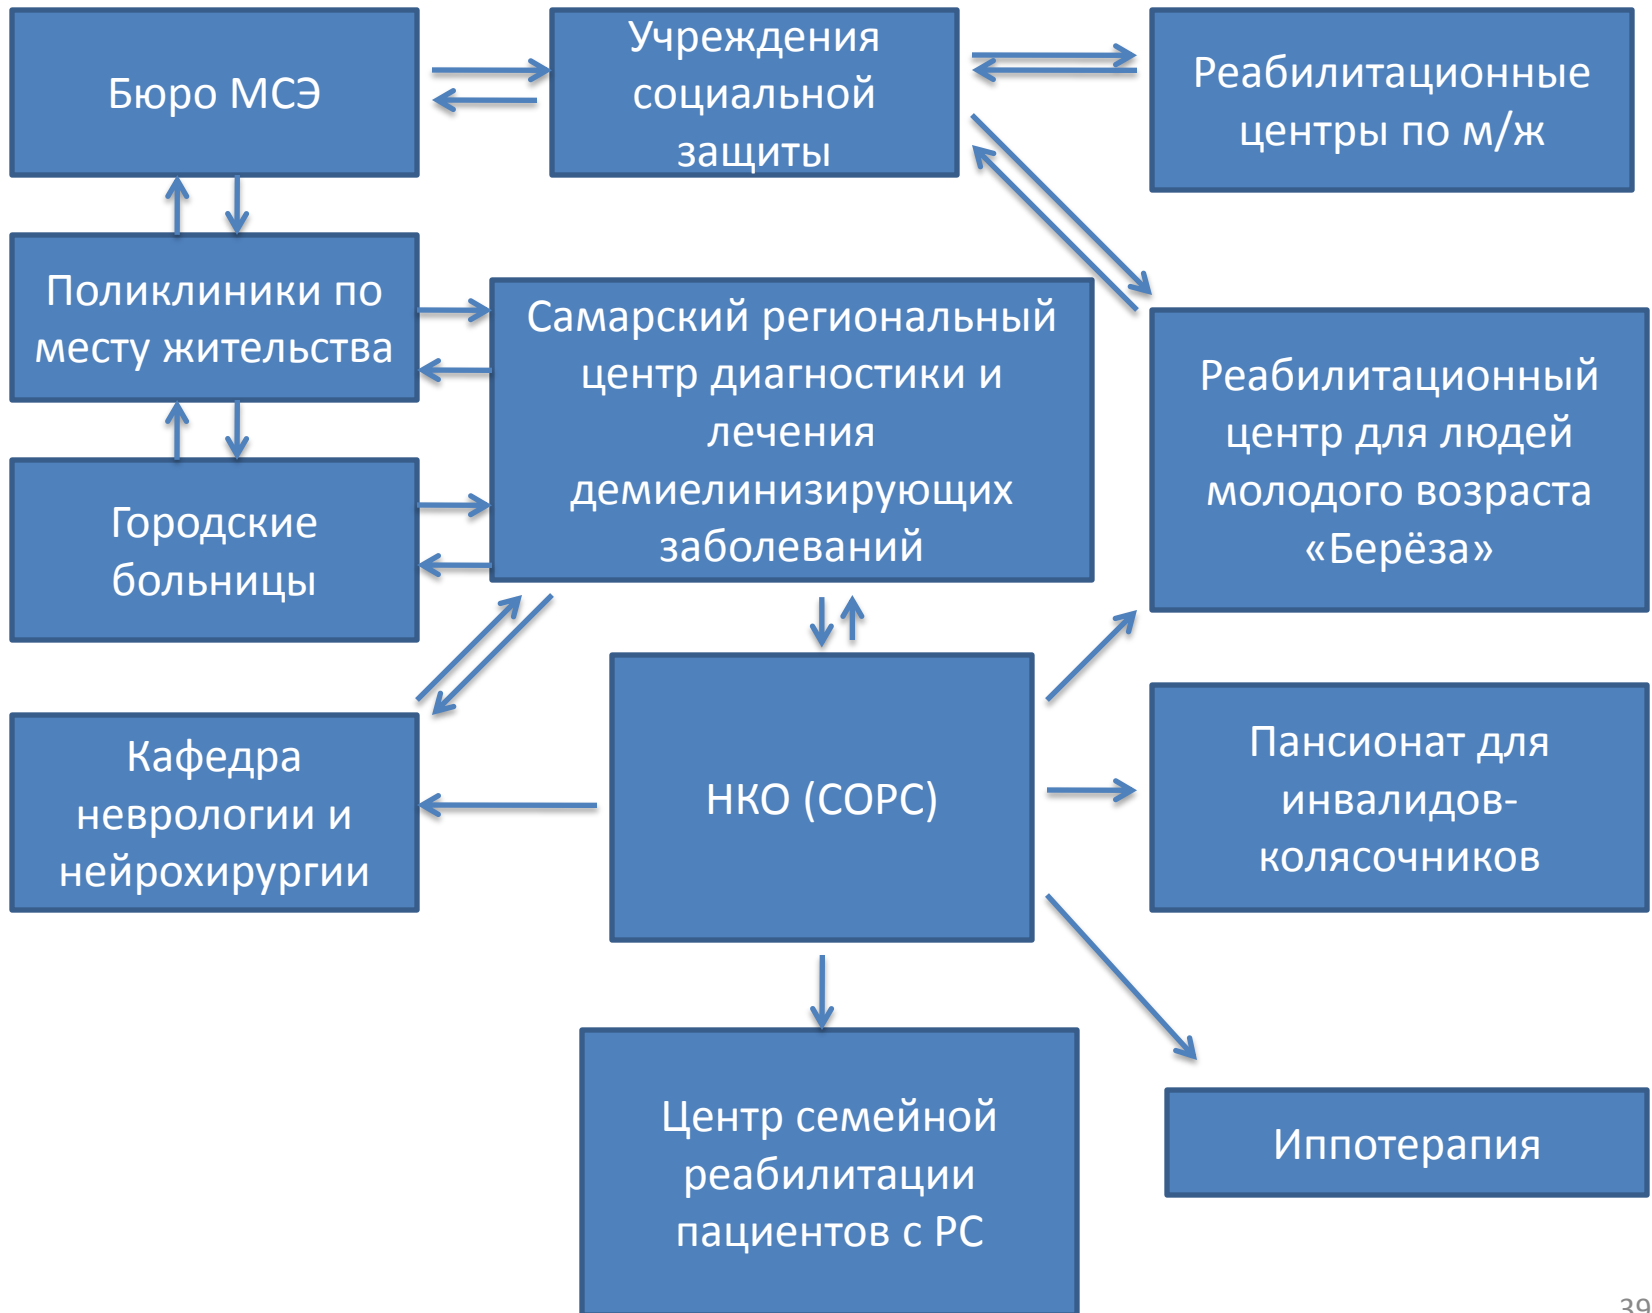 Бюро МСЭ
Учреждения
социальной
защиты
Реабилитационные
центры по м/ж
Поликлиники по
месту жительства
Самарский региональный
центр диагностики и
лечения
демиелинизирующих
заболеваний
Реабилитационный
центр для людей
молодого возраста
«Берёза»
Городские
больницы
Кафедра
неврологии и
нейрохирургии
НКО (СОРС)
Пансионат для
инвалидов-
колясочников
Центр семейной
реабилитации
пациентов с РС
Иппотерапия
39